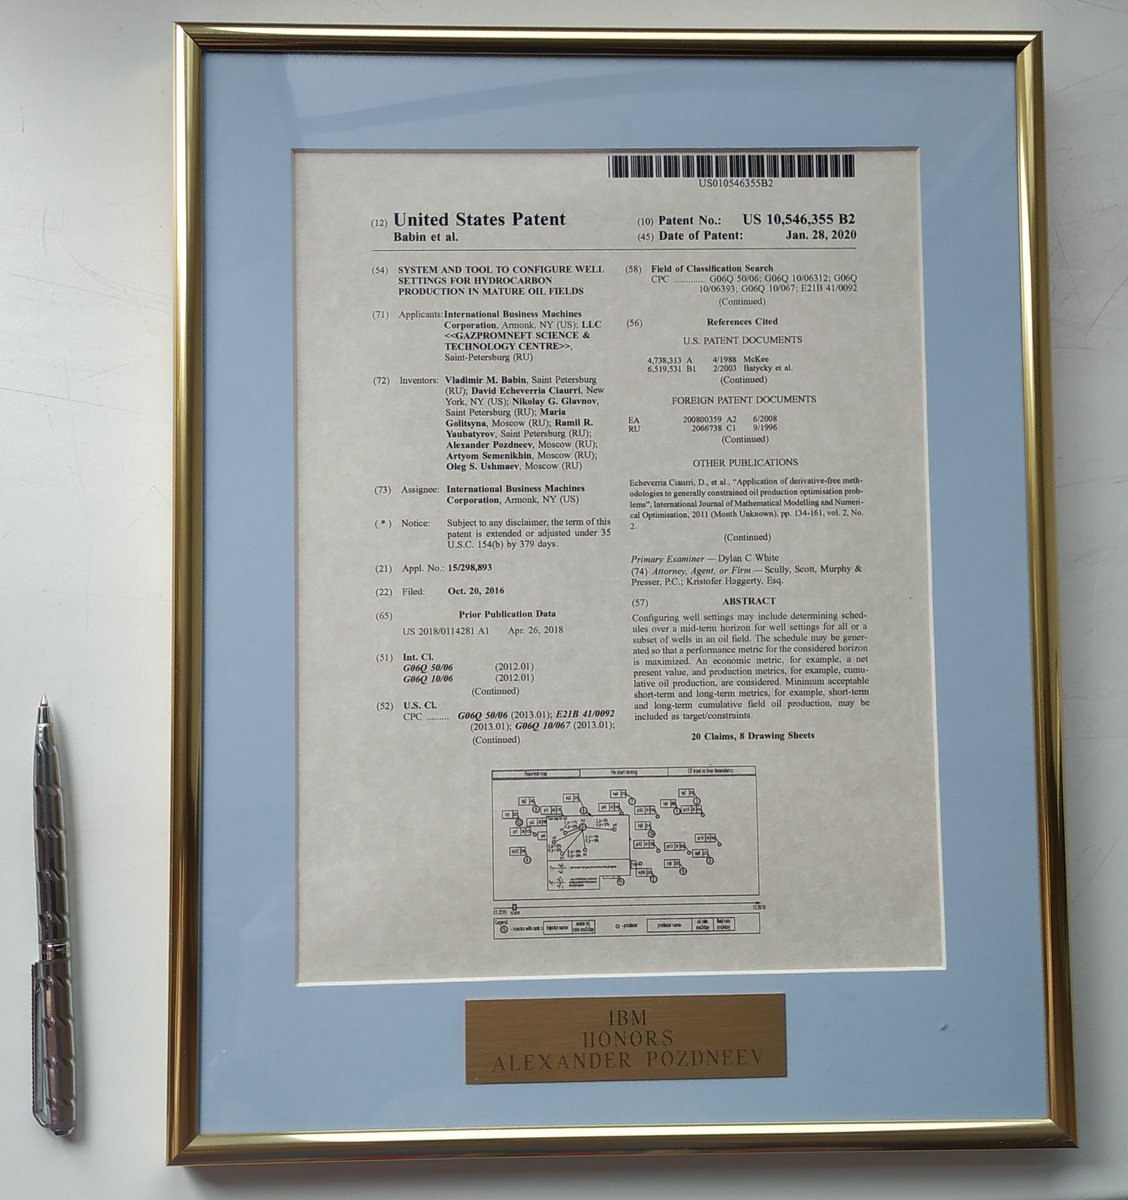 US010546355B2
(12) United States Patent
Babin et al.
(10) Patent No.: US 10,546,355 B2
(45) Date of Patent: Jan. 28, 2020
(54) SYSTEM AND TOOL TO CONFIGURE WELL
SETTINGS FOR HYDROCARBON
PRODUCTION IN MATURE OIL FIELDS
(71) Applicants: International Business Machines
Corporation, Armonk, NY (US); LLC
<<GAZPROMNEFT SCIENCE &
TECHNOLOGY CENTRE>>,
Saint-Petersburg (RU)
(72) Inventors: Vladimir M. Babin, Saint Petersburg
(RU); David Echeverria Ciaurri, New
York, NY (US); Nikolay G. Glavnov,
Saint Petersburg (RU); Maria
Golitsyna, Moscow (RU); Ramil R.
Yaubatyrov, Saint Petersburg (RU);
Alexander Pozdneev, Moscow (RU);
Artyom Semenikhin, Moscow (RU);
Oleg S. Ushmaev, Moscow (RU)
(73) Assignee: International Business Machines
Corporation, Armonk, NY (US)
( * ) Notice: Subject to any disclaimer, the term of this
patent is extended or adjusted under 35
U.S.C. 154(b) by 379 days.
(21) Appl. No.: 15/298,893
(22) Filed: Oct. 20, 2016
(65) Prior Publication Data
US 2018/0114281 A1 Apr. 26, 2018
(51) Int. Cl.
G06Q 50/06 (2012.01)
G06Q 10/06 (2012.01)
(Continued)
(52) U.S. Cl.
CPC ........ G06Q 50/06 (2013.01); E21B 41/0092
(2013.01); G06Q 10/067 (2013.01);
(Continued)
(58) Field of Classification Search
CPC ............. G06Q 50/06; G06Q 10/06312; G06Q
10/06393; G06Q 10/067; E21B 41/0092
(Continued)
(56) References Cited
U.S. PATENT DOCUMENTS
4,738,313 A 4/1988 McKee
6,519,531 B1 2/2003 Batycky et al.
(Continued)
FOREIGN PATENT DOCUMENTS
EA 200800359 A2 6/2008
RU 2066738 C1 9/1996
(Continued)
OTHER PUBLICATIONS
Echeverria Ciaurri, D., et al., "Application of derivative-free meth-
odologies to generally constrained oil production optimisation prob-
lems", International Journal of Mathematical Modelling and Numeri-
cal Optimisation, 2011 (Month Unknown), pp. 134-161, vol. 2, No.
2.
(Continued)
Primary Examiner — Dylan C White
(74) Attorney, Agent, or Firm — Scully, Scott, Murphy &
Presser, P.C.; Kristofer Haggerty, Esq.
(57) ABSTRACT
Configuring well settings may include determining sched-
ules over a mid-term horizon for well settings for all or a
subset of wells in an oil field. The schedule may be gener-
ated so that a performance metric for the considered horizon
is maximized. An economic metric, for example, a net
present value, and production metrics, for example, cumu-
lative oil production, are considered. Minimum acceptable
short-term and long-term metrics, for example, short-term
and long-term cumulative field oil production, may be
included as target/constraints.
20 Claims, 8 Drawing Sheets
Reservoir map
Pie chart ranking
Legend
- injector with rank
injector name
- producer
producer name
IBM
HONORS
ALEXANDER POZDNEEV